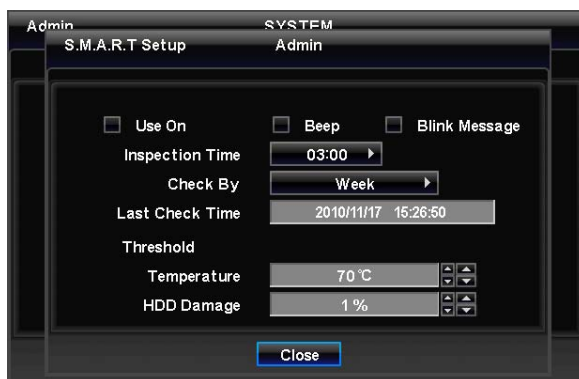 Admin SYSTEM
S.M.A.R.T Setup Admin
Use On Beep Blink Message
Inspection Time 03:00
Check By Week
Last Check Time 2010/11/17 15:26:50
Threshold
Temperature 70℃
HDD Damage 1 %
Close